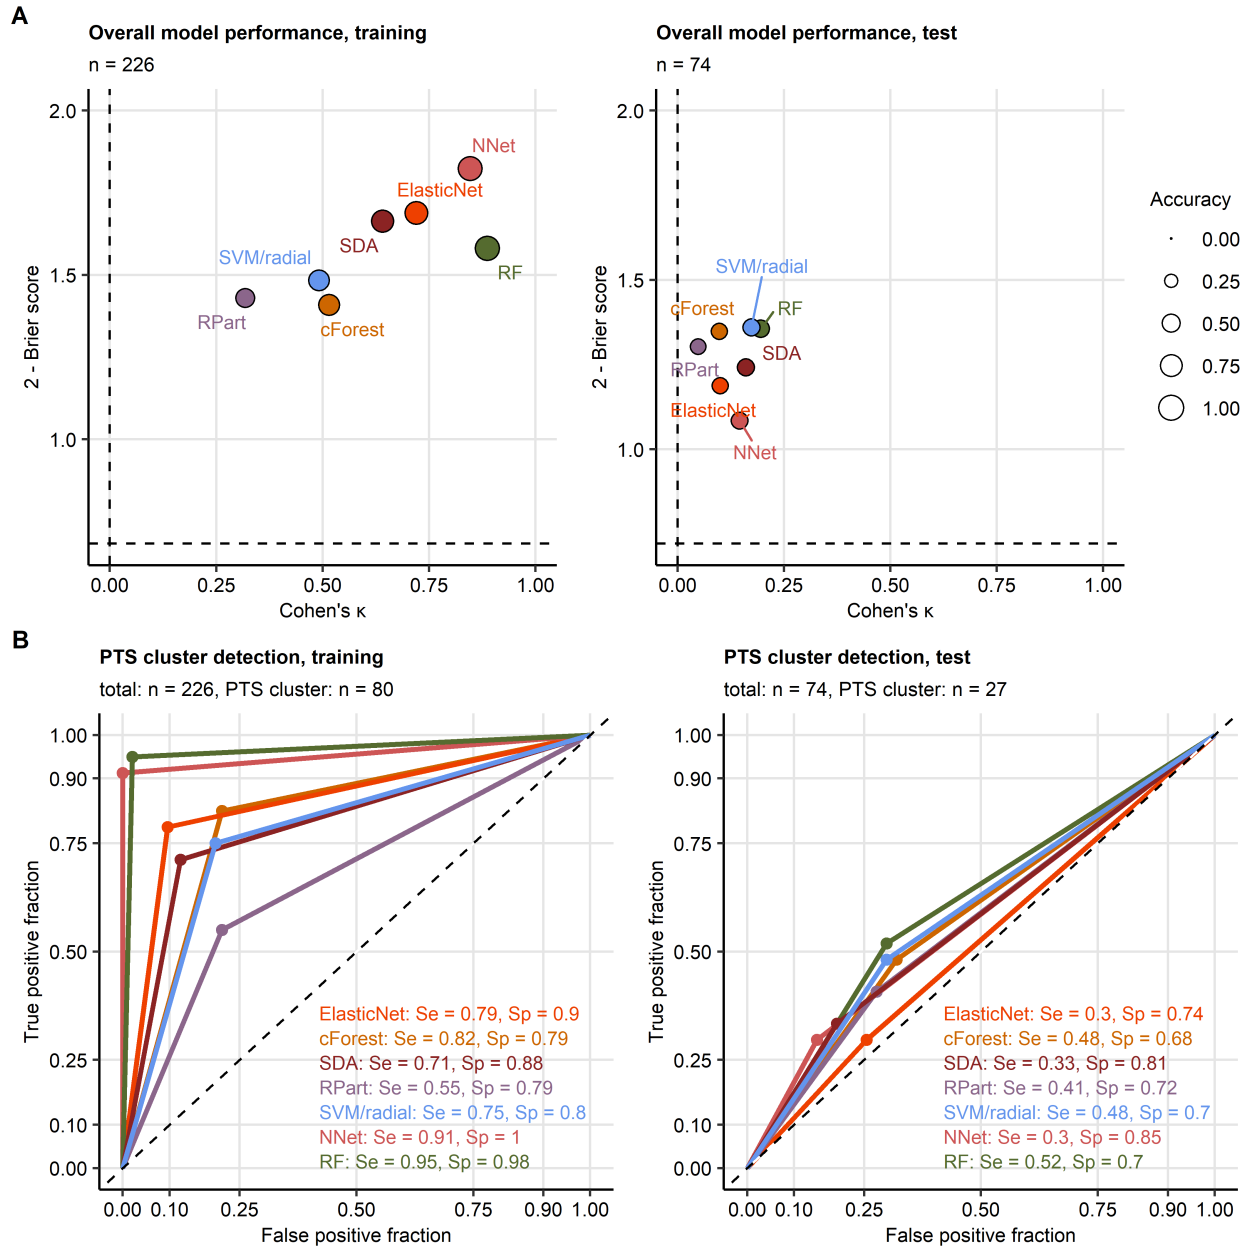 A
Overall model performance, training
n = 226
2.0
1.5
1.0
2 - Brier score
NNet
ElasticNet
SDA
RF
SVM/radial
RPart
cForest
0.00
0.25
0.50
0.75
1.00
Cohen's κ
Overall model performance, test
n = 74
2.0
1.5
1.0
2 - Brier score
SVM/radial
cForest
RF
SDA
RPart
ElasticNet
NNet
0.00
0.25
0.50
0.75
1.00
Cohen's κ
Accuracy
0.00
0.25
0.50
0.75
1.00
B
PTS cluster detection, training
total: n = 226, PTS cluster: n = 80
1.00
0.90
0.75
0.50
0.25
0.10
0.00
True positive fraction
ElasticNet: Se = 0.79, Sp = 0.9
cForest: Se = 0.82, Sp = 0.79
SDA: Se = 0.71, Sp = 0.88
RPart: Se = 0.55, Sp = 0.79
SVM/radial: Se = 0.75, Sp = 0.8
NNet: Se = 0.91, Sp = 1
RF: Se = 0.95, Sp = 0.98
0.00
0.10
0.25
0.50
0.75
0.90
1.00
False positive fraction
PTS cluster detection, test
total: n = 74, PTS cluster: n = 27
1.00
0.90
0.75
0.50
0.25
0.10
0.00
True positive fraction
ElasticNet: Se = 0.3, Sp = 0.74
cForest: Se = 0.48, Sp = 0.68
SDA: Se = 0.33, Sp = 0.81
RPart: Se = 0.41, Sp = 0.72
SVM/radial: Se = 0.48, Sp = 0.7
NNet: Se = 0.3, Sp = 0.85
RF: Se = 0.52, Sp = 0.7
0.00
0.10
0.25
0.50
0.75
0.90
1.00
False positive fraction